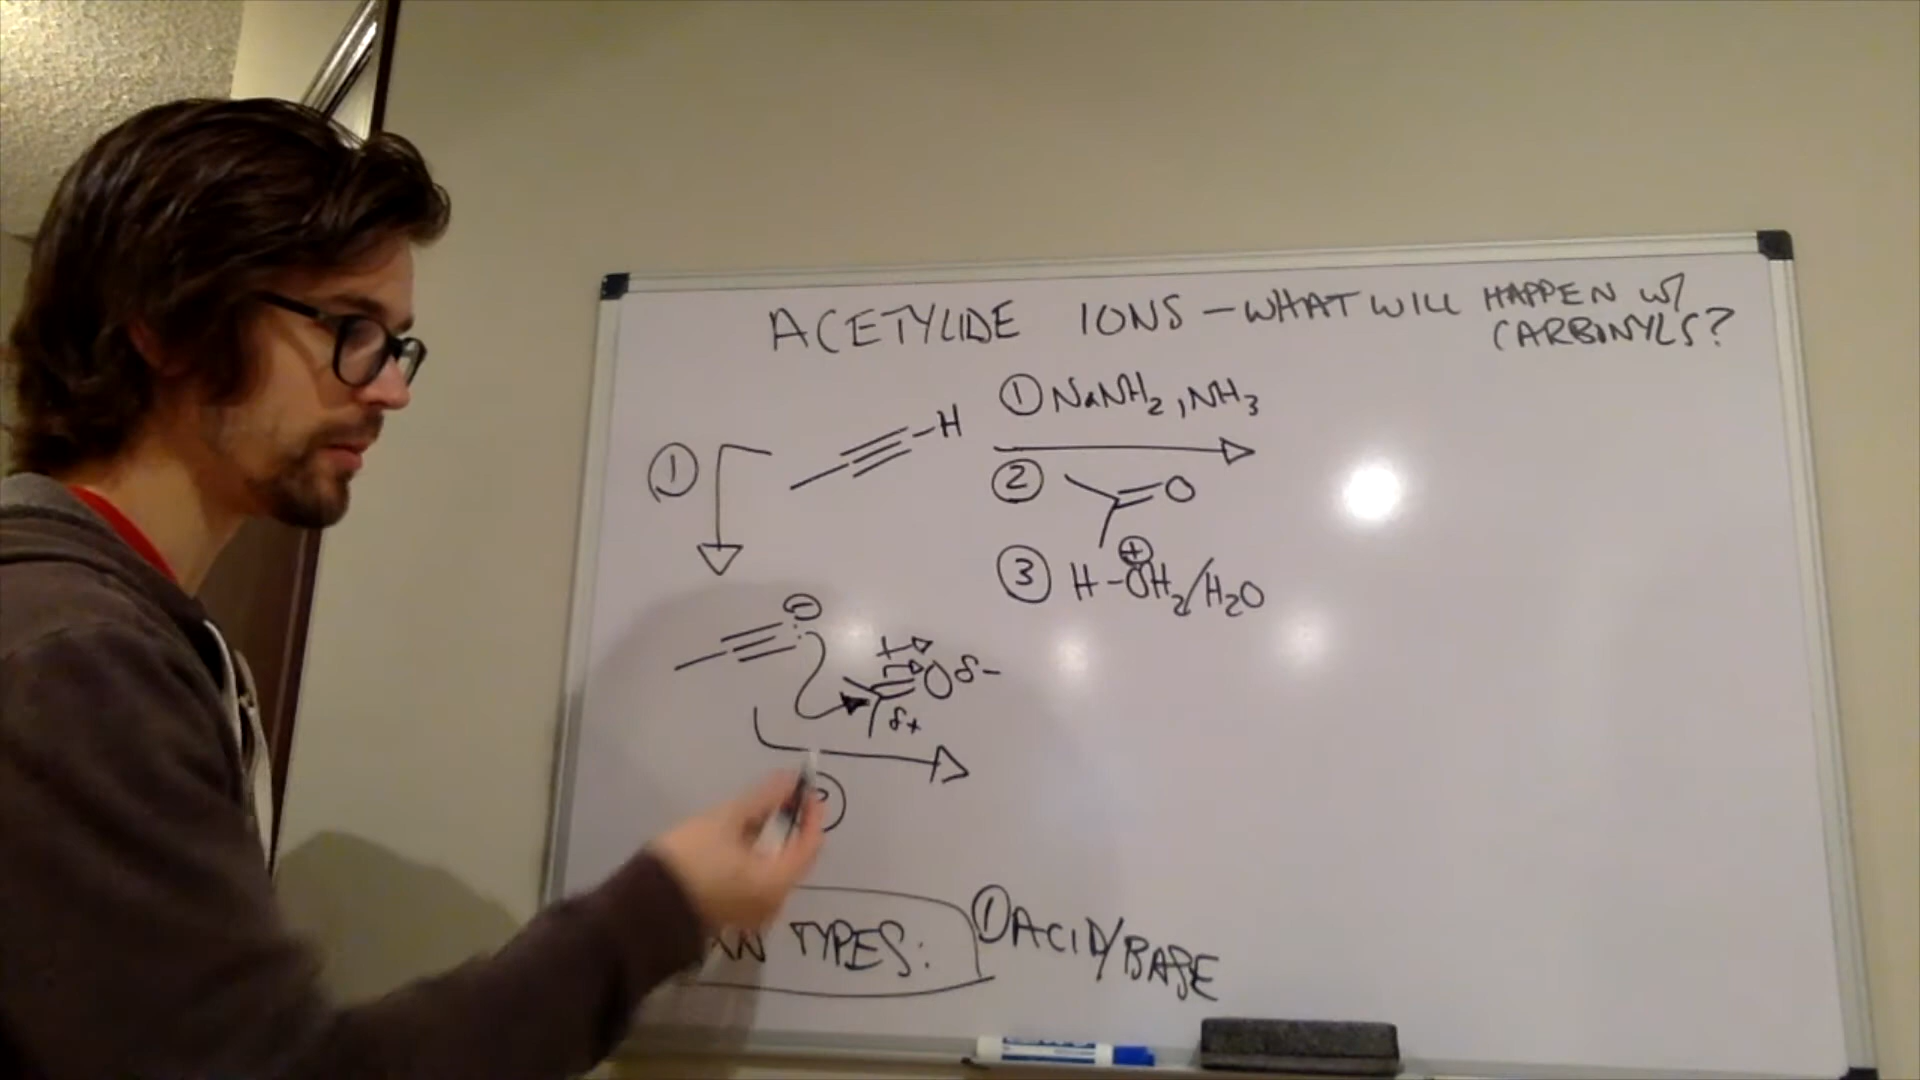 ACETYLIDE IONS - WHAT WILL HAPPEN W/
CARBONYLS?
① NaNH₂, NH₃
-H
①
② O
③ H-OH₂/H₂O
⊕
⊖
δ-
O
δ+
TYPES:
① ACID/BASE